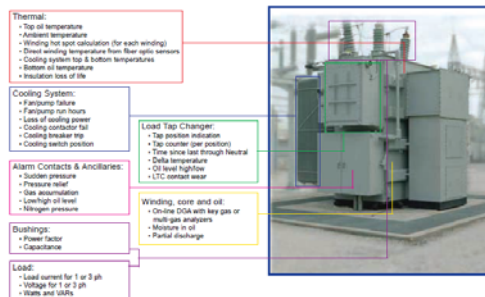 Thermal:
• Top oil temperature
• Ambient temperature
• Winding hot spot calculation (for each winding)
• Direct winding temperature from fiber optic sensors
• Cooling system top & bottom temperatures
• Bottom oil temperature
• Insulation loss of life
Cooling System:
• Fan/pump failure
• Fan/pump run hours
• Loss of cooling power
• Cooling contactor fail
• Cooling breaker trip
• Cooling switch position
Load Tap Changer:
• Tap position indication
• Tap counter (per position)
• Time since last through Neutral
• Delta temperature
• Oil level high/low
• LTC contact wear
Alarm Contacts & Ancillaries:
• Sudden pressure
• Pressure relief
• Gas accumulation
• Low/high oil level
• Nitrogen pressure
Winding, core and oil:
• On-line DGA with key gas or
multi-gas analyzers
• Moisture in oil
• Partial discharge
Bushings:
• Power factor
• Capacitance
Load:
• Load current for 1 or 3 ph
• Voltage for 1 or 3 ph
• Watts and VARs